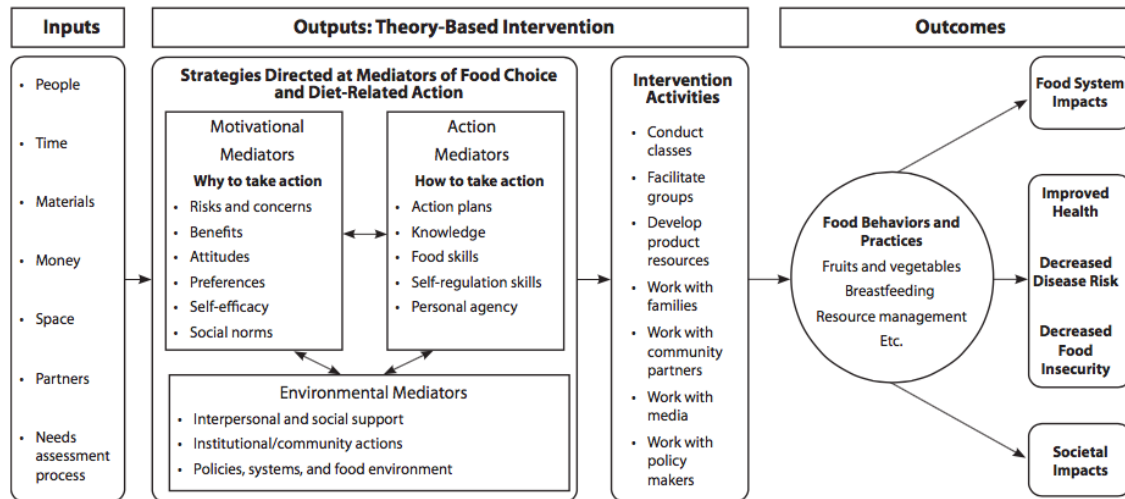 Inputs
Outputs: Theory-Based Intervention
Outcomes
• People
• Time
• Materials
• Money
• Space
• Partners
• Needs
assessment
process
Strategies Directed at Mediators of Food Choice
and Diet-Related Action
Motivational
Mediators
Why to take action
• Risks and concerns
• Benefits
• Attitudes
• Preferences
• Self-efficacy
• Social norms
Action
Mediators
How to take action
• Action plans
• Knowledge
• Food skills
• Self-regulation skills
• Personal agency
Environmental Mediators
• Interpersonal and social support
• Institutional/community actions
• Policies, systems, and food environment
Intervention
Activities
• Conduct
classes
• Facilitate
groups
• Develop
product
resources
• Work with
families
• Work with
community
partners
• Work with
media
• Work with
policy
makers
Food Behaviors and
Practices
Fruits and vegetables
Breastfeeding
Resource management
Etc.
Food System
Impacts
Improved
Health
Decreased
Disease Risk
Decreased
Food
Insecurity
Societal
Impacts